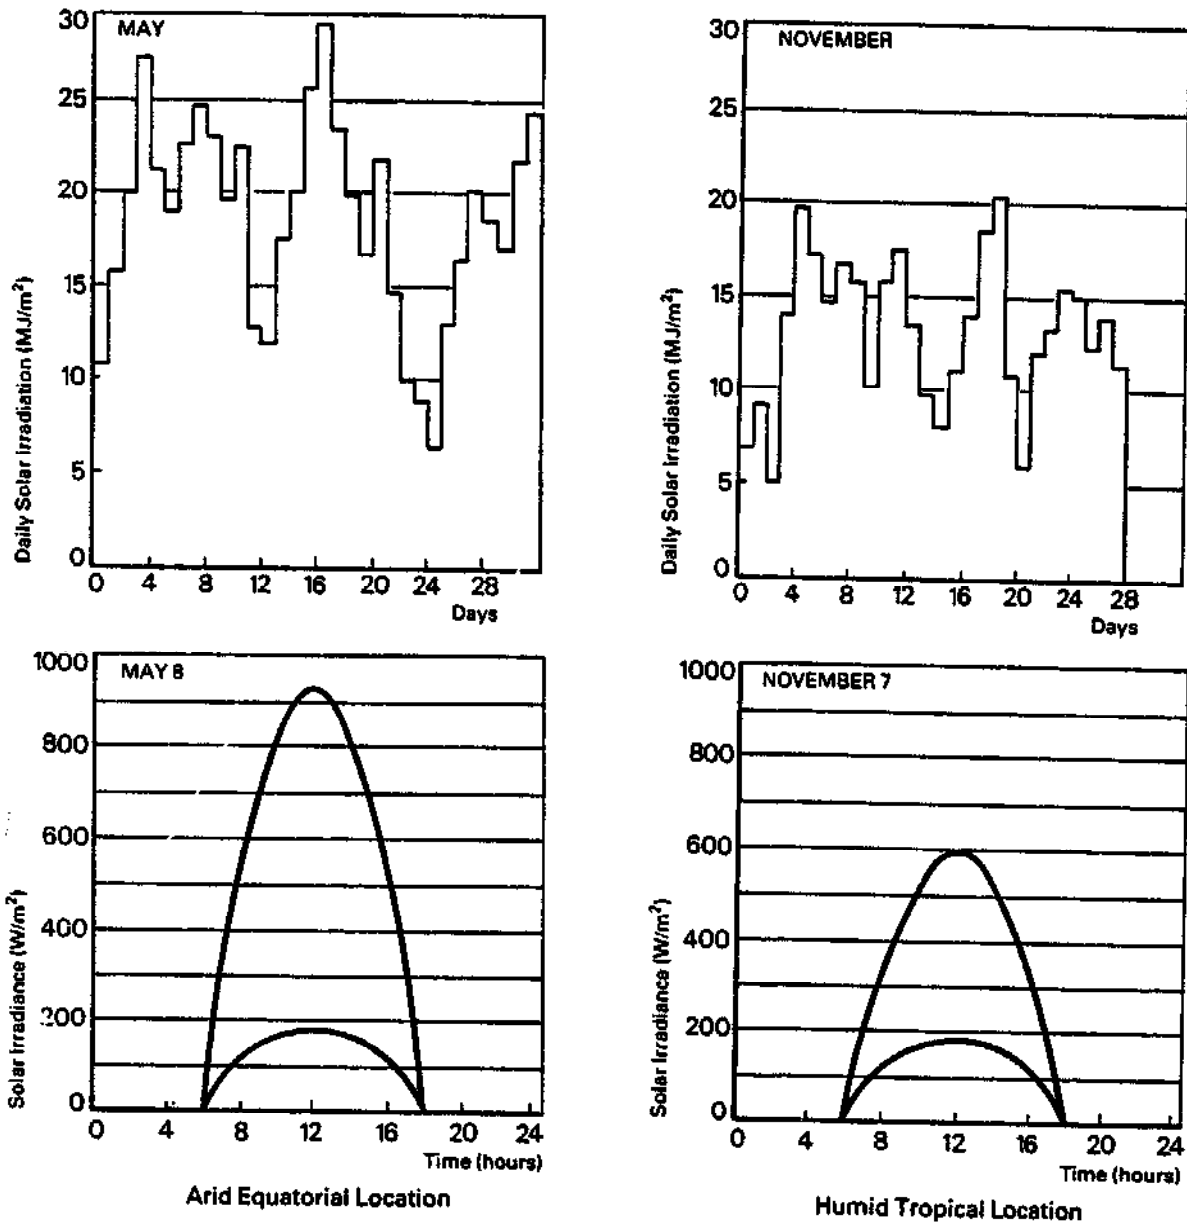 MAY
30
25
20
15
10
5
0
Daily Solar Irradiation (MJ/m²)
0 4 8 12 16 20 24 28
Days
NOVEMBER
30
25
20
15
10
5
0
Daily Solar Irradiation (MJ/m²)
0 4 8 12 16 20 24 28
Days
MAY 8
1000
800
600
400
200
0
Solar Irradiance (W/m²)
0 4 8 12 16 20 24
Time (hours)
Arid Equatorial Location
NOVEMBER 7
1000
800
600
400
200
0
Solar Irradiance (W/m²)
0 4 8 12 16 20 24
Time (hours)
Humid Tropical Location